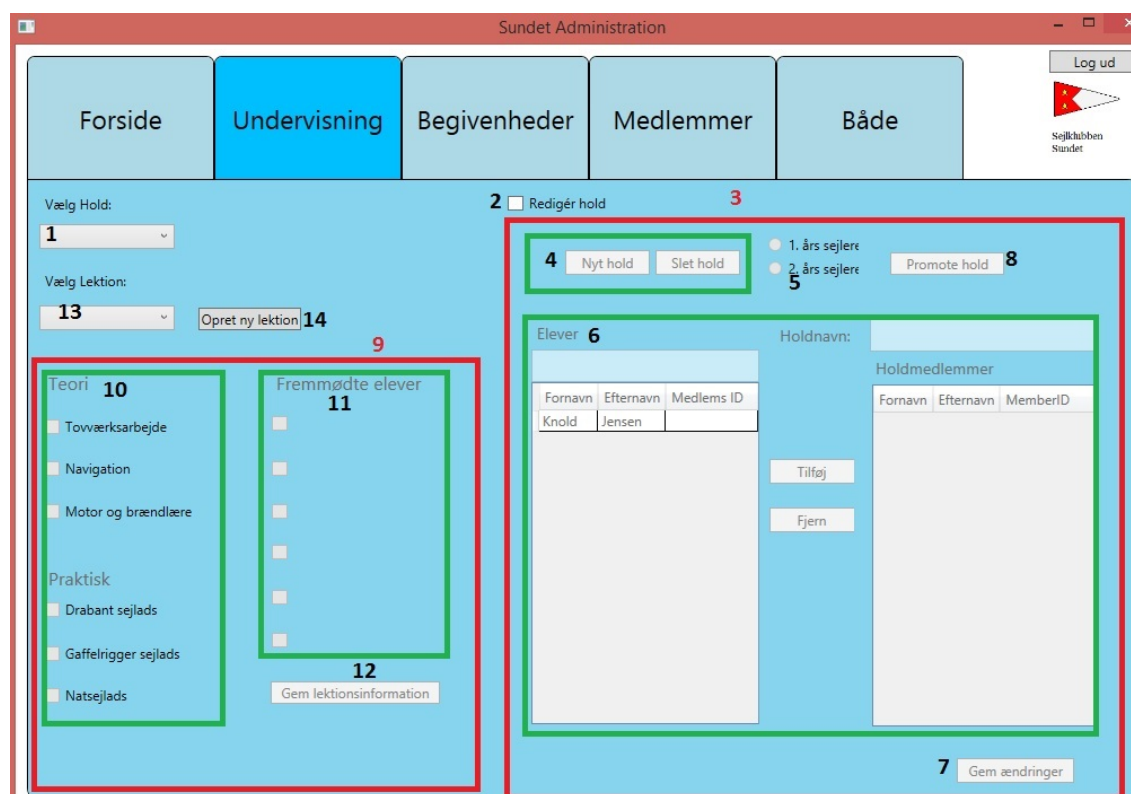 Sundet Administration
Log ud
Forside
Undervisning
Begivenheder
Medlemmer
Både
Sejlklubben
Sundet
Vælg Hold:
1
2 Redigér hold
3
4 Nyt hold Slet hold
1. års sejlere
2. års sejlere
5
Promote hold 8
Vælg Lektion:
13
Opret ny lektion 14
9
Teori 10
Tovværksarbejde
Navigation
Motor og brændlære
Praktisk
Drabant sejlads
Gaffelrigger sejlads
Natsejlads
Fremmødte elever
11
12
Gem lektionsinformation
Elever 6
Fornavn Efternavn Medlems ID
Knold Jensen
Holdnavn:
Tilføj
Fjern
Holdmedlemmer
Fornavn Efternavn MemberID
7 Gem ændringer